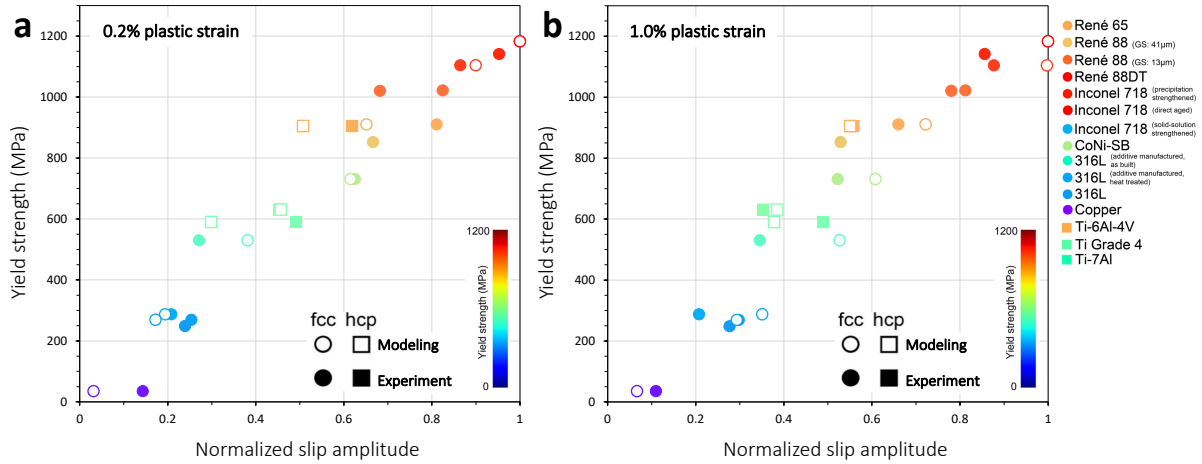 a
0.2% plastic strain
Yield strength (MPa)
1200
1000
800
600
400
200
0
0
0.2
0.4
0.6
0.8
1
Normalized slip amplitude
fcc hcp
Modeling
Experiment
1200
Yield strength (MPa)
0
b
1.0% plastic strain
Yield strength (MPa)
1200
1000
800
600
400
200
0
0
0.2
0.4
0.6
0.8
1
Normalized slip amplitude
fcc hcp
Modeling
Experiment
1200
Yield strength (MPa)
0
René 65
René 88 (GS: 41μm)
René 88 (GS: 13μm)
René 88DT
Inconel 718 (precipitation strengthened)
Inconel 718 (direct aged)
Inconel 718 (solid-solution strengthened)
CoNi-SB
316L (additive manufactured, as built)
316L (additive manufactured, heat treated)
316L
Copper
Ti-6Al-4V
Ti Grade 4
Ti-7Al